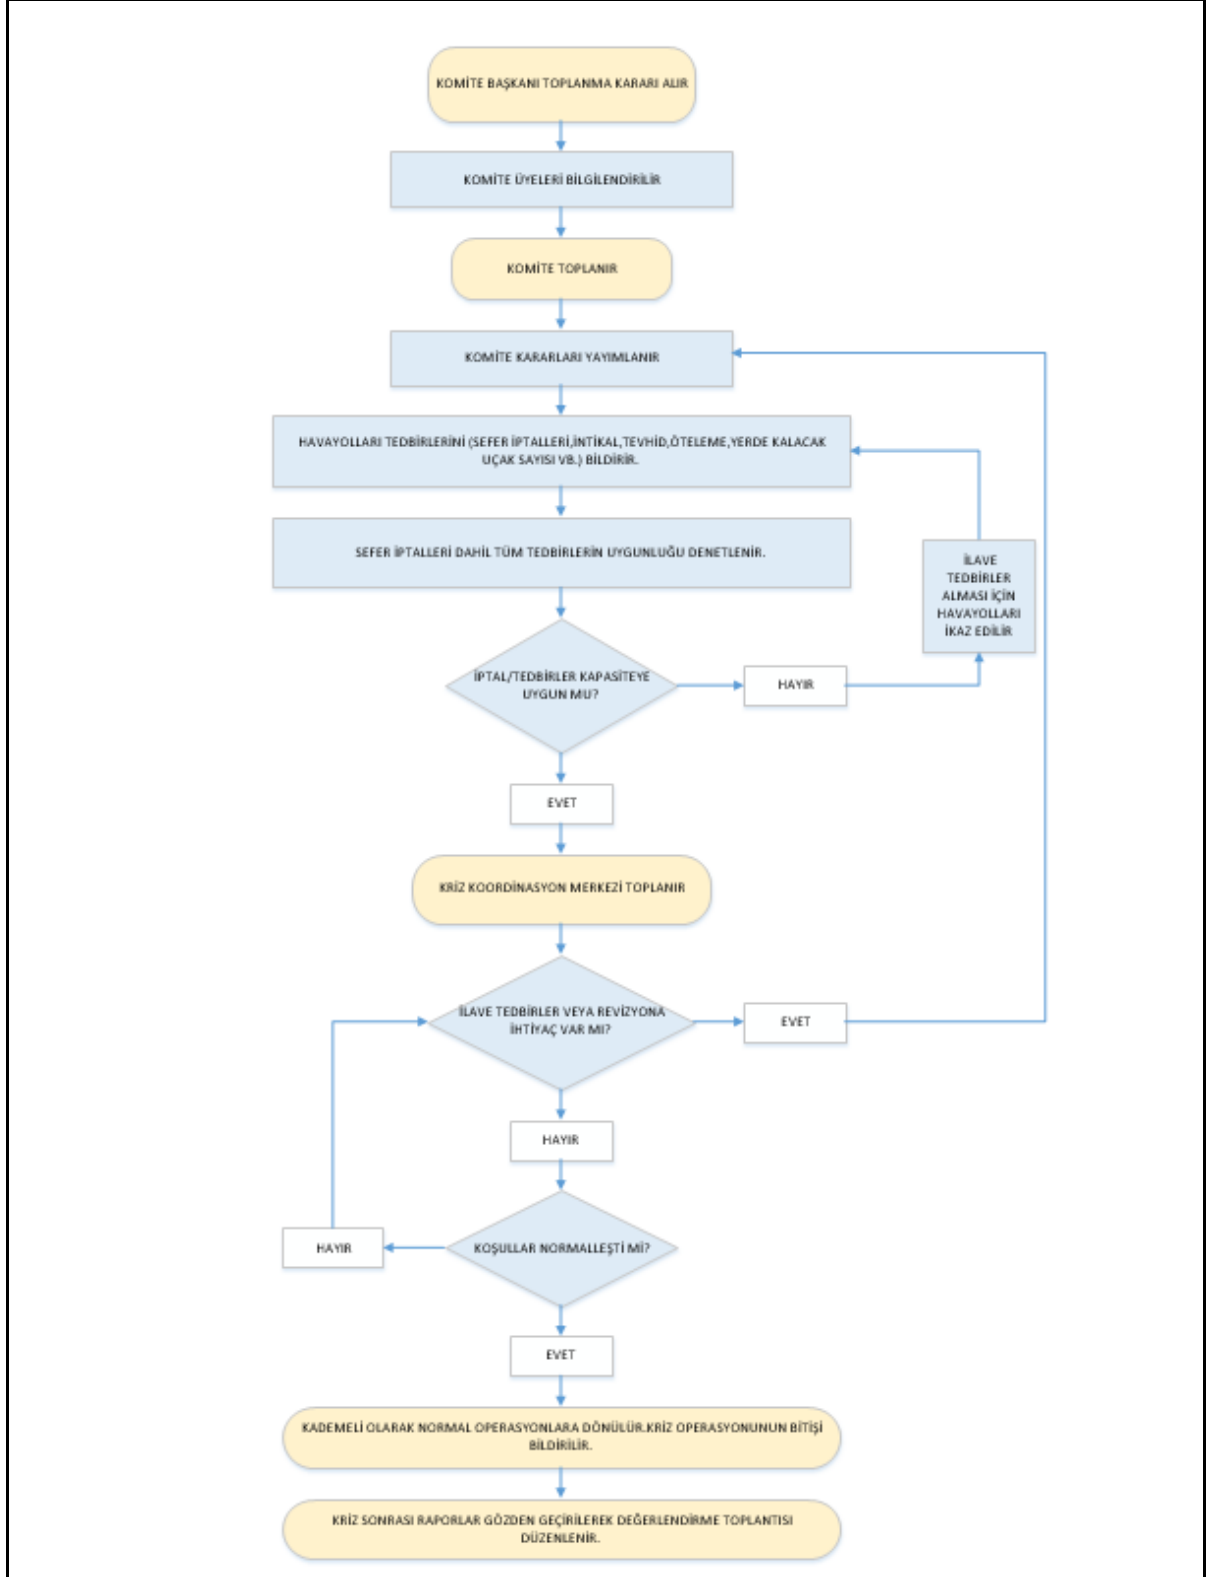 KOMİTE BAŞKANI TOPLANMA KARARI ALIR
KOMİTE ÜYELERİ BİLGİLENDİRİLİR
KOMİTE TOPLANIR
KOMİTE KARARLARI YAYIMLANIR
HAVAYOLLARI TEDBİRLERİNİ (SEFER İPTALLERİ,İNTİKAL,TEVHİD,ÖTELEME,YERDE KALACAK
UÇAK SAYISI VB.) BİLDİRİR.
SEFER İPTALLERİ DAHİL TÜM TEDBİRLERİN UYGUNLUĞU DENETLENİR.
İLAVE
TEDBİRLER
ALMASI İÇİN
HAVAYOLLARI
İKAZ EDİLİR
İPTAL/TEDBİRLER KAPASİTEYE
UYGUN MU?
HAYIR
EVET
KRİZ KOORDİNASYON MERKEZİ TOPLANIR
İLAVE TEDBİRLER VEYA REVİZYONA
İHTİYAÇ VAR MI?
EVET
HAYIR
KOŞULLAR NORMALLEŞTİ Mİ?
HAYIR
EVET
KADEMELİ OLARAK NORMAL OPERASYONLARA DÖNÜLÜR.KRİZ OPERASYONUNUN BİTİŞİ
BİLDİRİLİR.
KRİZ SONRASI RAPORLAR GÖZDEN GEÇİRİLEREK DEĞERLENDİRME TOPLANTISI
DÜZENLENİR.